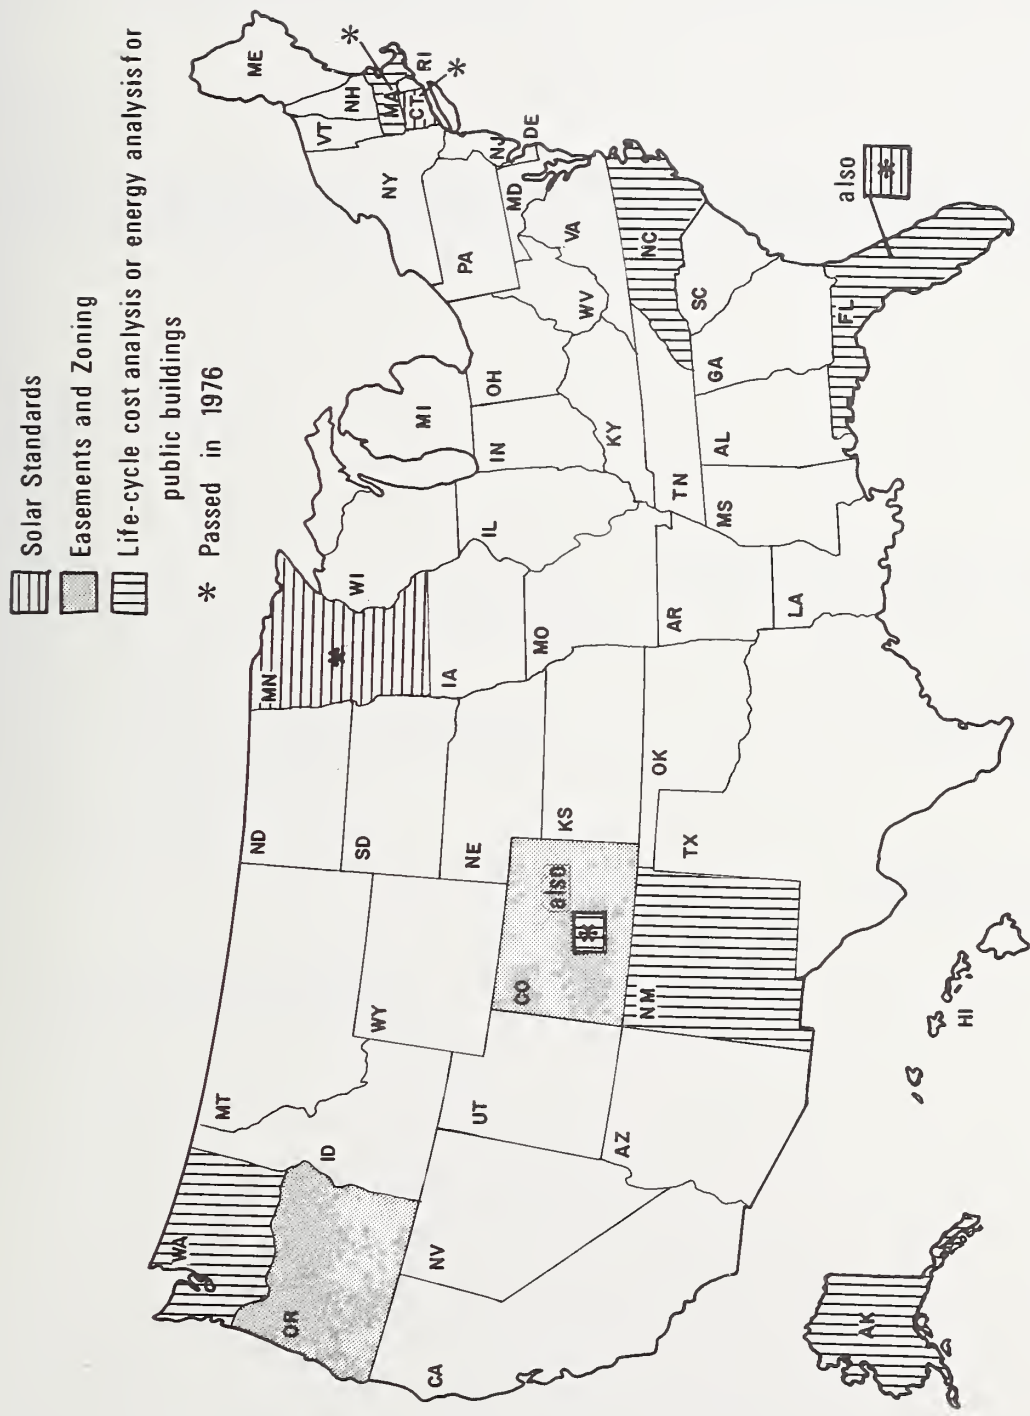 Solar Standards
Easements and Zoning
Life-cycle cost analysis or energy analysis for
public buildings
* Passed in 1976
WA
OR
CA
NV
ID
MT
WY
UT
AZ
CO
also
*
NM
ND
SD
NE
KS
OK
TX
MN
*
IA
MO
AR
LA
WI
IL
MI
IN
OH
KY
TN
MS
AL
GA
FL
also
*
SC
NC
VA
WV
PA
MD
DE
NJ
NY
VT
NH
ME
MA
*
RI
CT
*
AK
HI